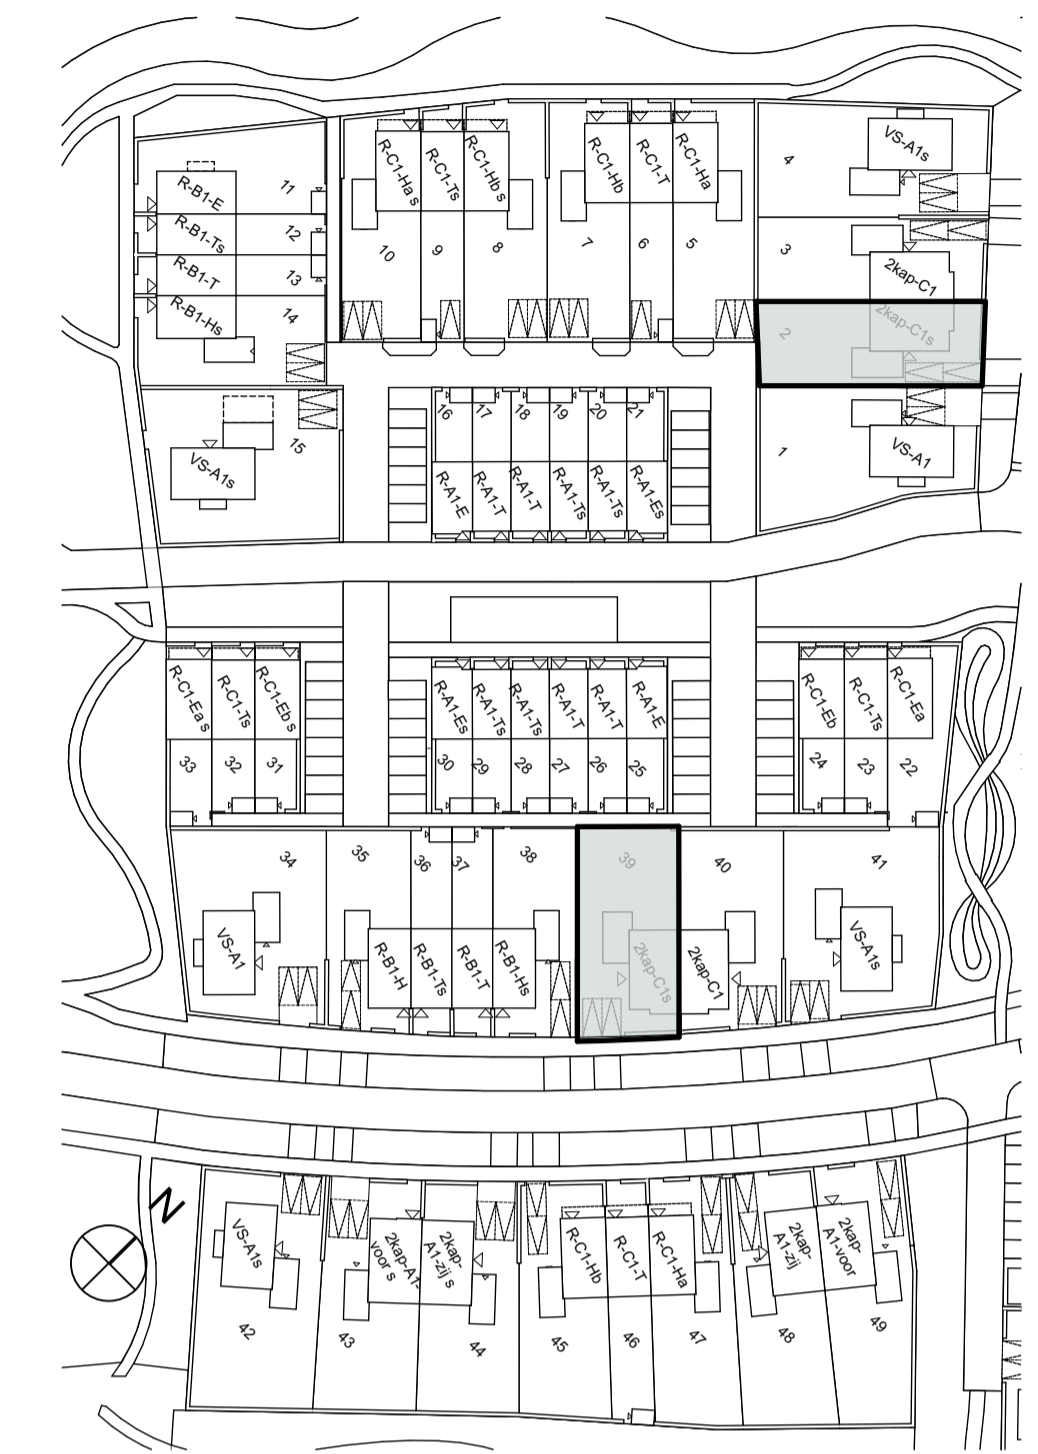 R-B1-E
11
R-B1-Ts
12
R-B1-T
13
R-B1-Hs
14
R-C1-Ha s
R-C1-Ts
R-C1-Hb s
10
9
8
R-C1-Hb
R-C1-T
R-C1-Ha
7
6
5
4
VS-A1s
3
2kap-C1
2
2kap-C1s
1
VS-A1
15
VS-A1s
16
17
18
19
20
21
R-A1-E
R-A1-T
R-A1-T
R-A1-Ts
R-A1-Ts
R-A1-Es
R-C1-Ea s
R-C1-Ts
R-C1-Eb s
33
32
31
R-A1-Es
R-A1-Ts
R-A1-Ts
R-A1-T
R-A1-T
R-A1-E
30
29
28
27
26
25
R-C1-Eb
R-C1-Ts
R-C1-Ea
24
23
22
34
35
36
37
38
39
40
41
VS-A1
R-B1-H
R-B1-Ts
R-B1-T
R-B1-Hs
2kap-C1s
2kap-C1
VS-A1s
N
VS-A1s
2kap-A1-
voor s
2kap-
A1-zij s
R-C1-Hb
R-C1-T
R-C1-Ha
2kap-
A1-zij
2kap-
A1-voor
42
43
44
45
46
47
48
49